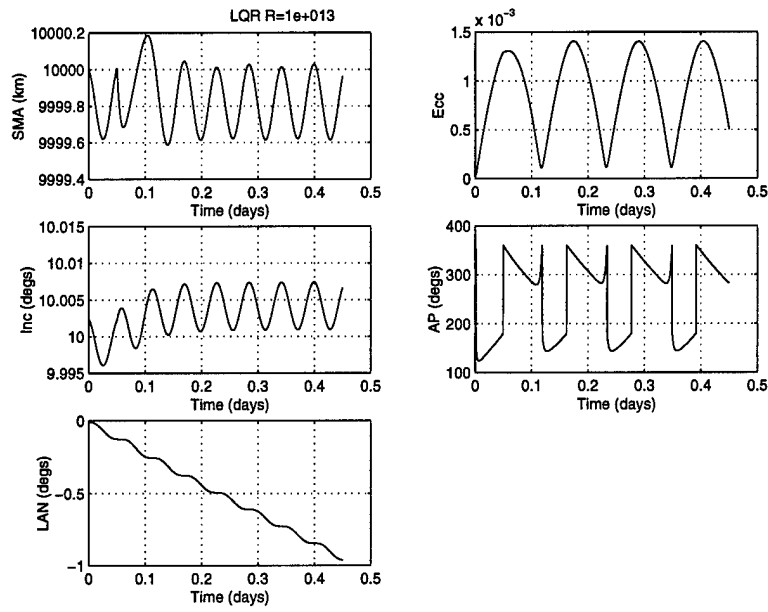 LQR R=1e+013
10000.2
10000
9999.8
9999.6
9999.4
SMA (km)
0 0.1 0.2 0.3 0.4 0.5
Time (days)
x 10⁻³
1.5
1
0.5
0
Ecc
0 0.1 0.2 0.3 0.4 0.5
Time (days)
10.015
10.01
10.005
10
9.995
Inc (degs)
0 0.1 0.2 0.3 0.4 0.5
Time (days)
400
300
200
100
AP (degs)
0 0.1 0.2 0.3 0.4 0.5
Time (days)
0
-0.5
-1
LAN (degs)
0 0.1 0.2 0.3 0.4 0.5
Time (days)